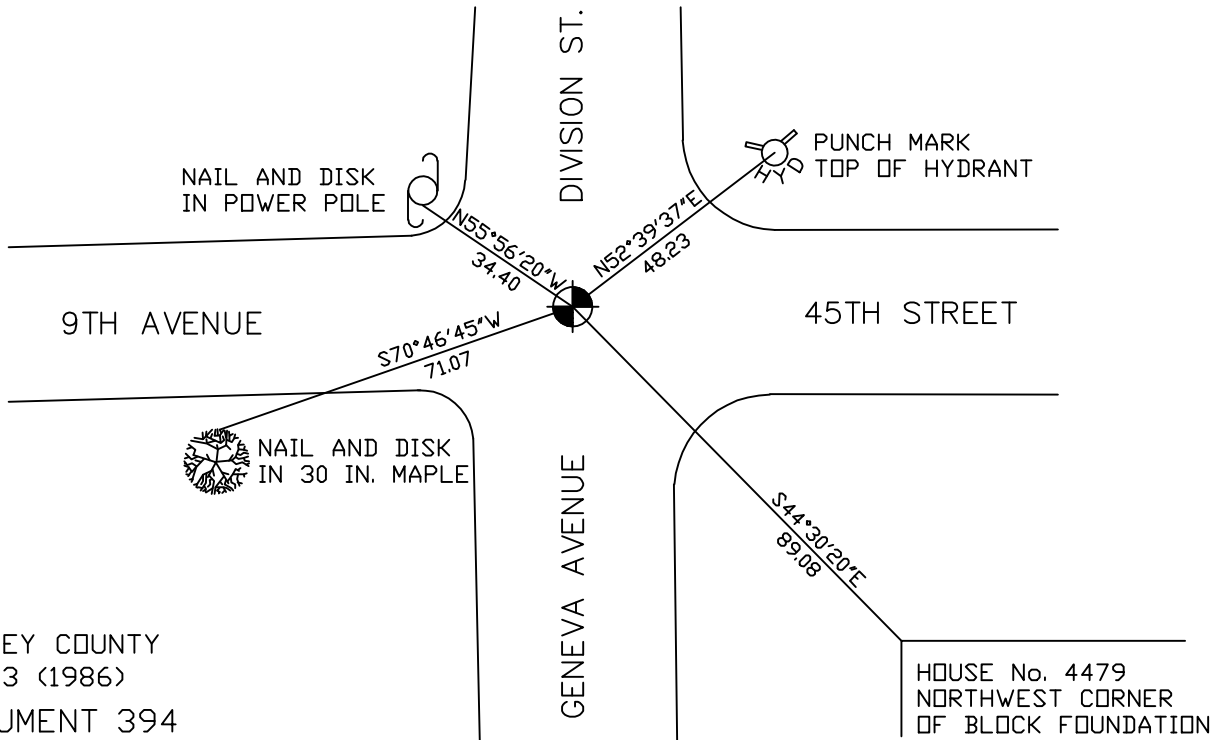 DIVISION ST.
PUNCH MARK
TOP OF HYDRANT
HYD
NAIL AND DISK
IN POWER POLE
N55°56'20"W
34.40
N52°39'37"E
48.23
9TH AVENUE
45TH STREET
S70°46'45"W
71.07
NAIL AND DISK
IN 30 IN. MAPLE
GENEVA AVENUE
S44°30'20"E
89.08
EY COUNTY
3 (1986)
UMENT 394
HOUSE No. 4479
NORTHWEST CORNER
OF BLOCK FOUNDATION